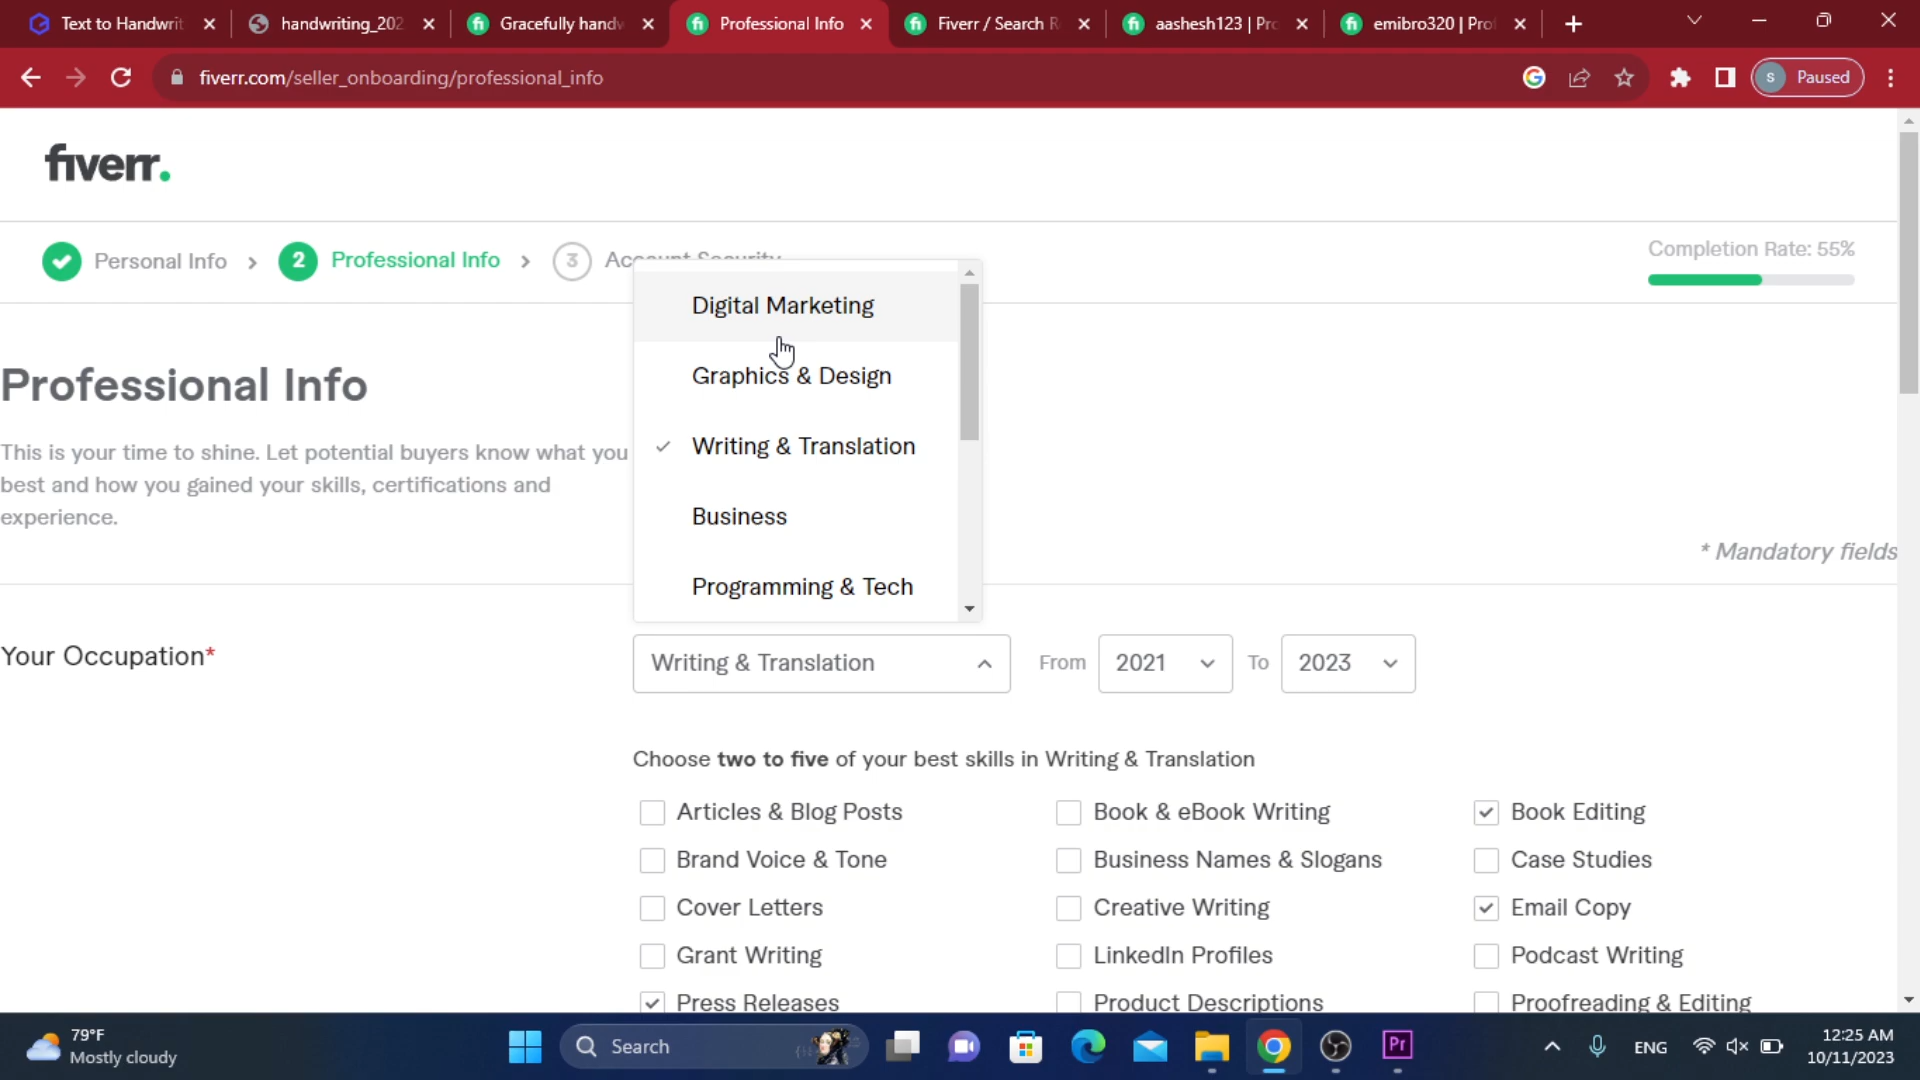 Text to Handwrit
handwriting_202
Gracefully handw
Professional Info
Fiverr / Search R
aashesh123 | Pro
emibro320 | Prof
fiverr.com/seller_onboarding/professional_info
S Paused
fiverr.
Personal Info > 2 Professional Info > 3 Account Security
Completion Rate: 55%
Digital Marketing
Graphics & Design
Writing & Translation
Business
Programming & Tech
Professional Info
This is your time to shine. Let potential buyers know what you
best and how you gained your skills, certifications and
experience.
* Mandatory fields
Your Occupation*
Writing & Translation From 2021 To 2023
Choose two to five of your best skills in Writing & Translation
Articles & Blog Posts Book & eBook Writing Book Editing
Brand Voice & Tone Business Names & Slogans Case Studies
Cover Letters Creative Writing Email Copy
Grant Writing LinkedIn Profiles Podcast Writing
Press Releases Product Descriptions Proofreading & Editing
79°F
Mostly cloudy
Search
Pr
ENG
12:25 AM
10/11/2023